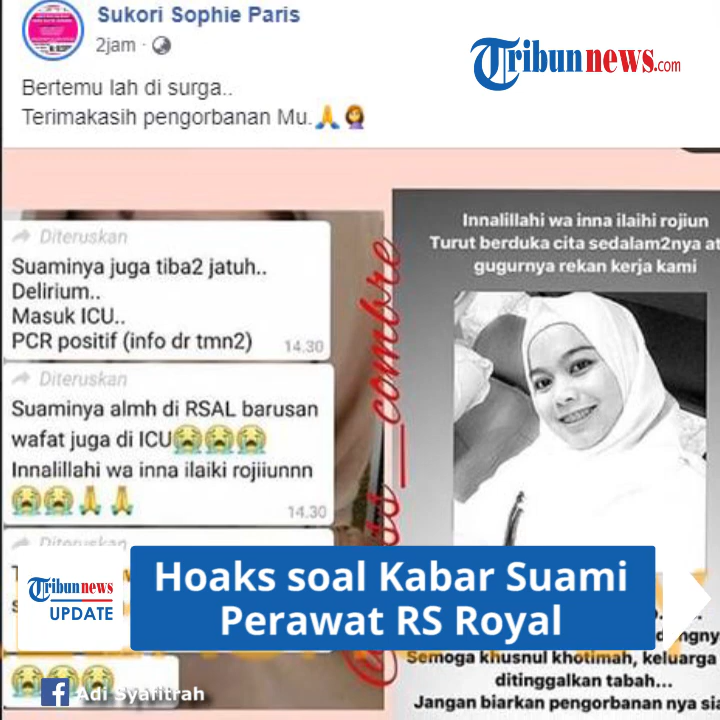 Sukori Sophie Paris
2jam
Tribunnews.com
Bertemu lah di surga..
Terimakasih pengorbanan Mu.🙏🤦‍♀️
Diteruskan
Suaminya juga tiba2 jatuh..
Delirium..
Masuk ICU..
PCR positif (info dr tmn2)
14.30
Diteruskan
Suaminya almh di RSAL barusan
wafat juga di ICU😭😭😭
Innalillahi wa inna ilaiki rojiiunnn
😭😭🙏🙏
14.30
Diteruskan
😭😭😭
combre
Innalillahi wa inna ilaihi rojiun
Turut berduka cita sedalam2nya at
gugurnya rekan kerja kami
Semoga khusnul khotimah, keluarga
ditinggalkan tabah...
Jangan biarkan pengorbanan nya sia
Tribunnews
UPDATE
Hoaks soal Kabar Suami
Perawat RS Royal
Adi Syafitrah